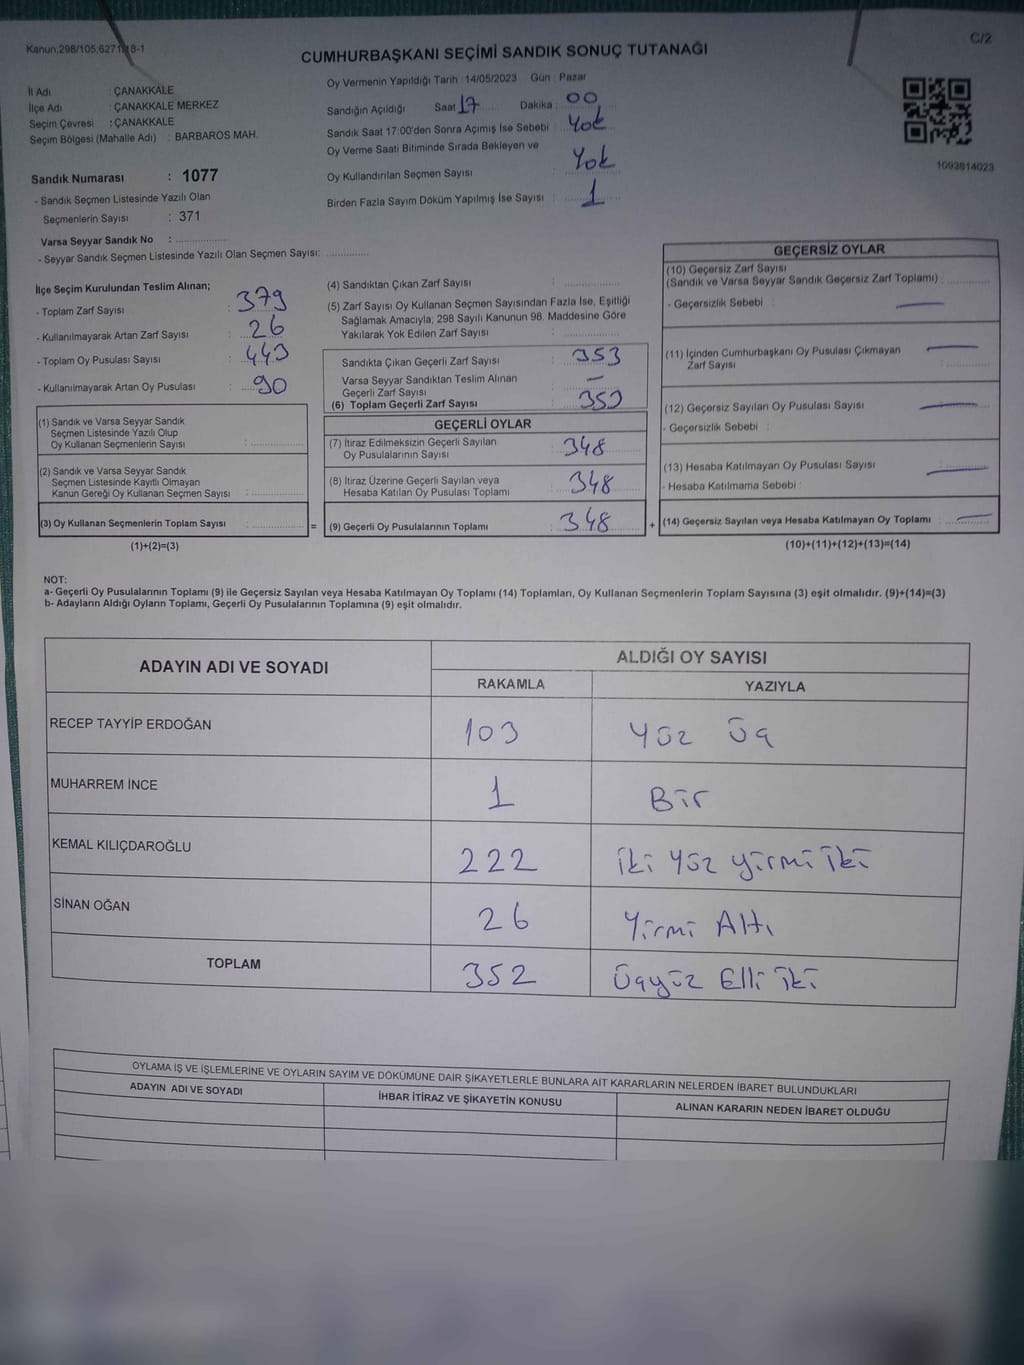 Kanun;298/105;6271/18-1
C/2
CUMHURBAŞKANI SEÇİMİ SANDIK SONUÇ TUTANAĞI
İl Adı : ÇANAKKALE
İlçe Adı : ÇANAKKALE MERKEZ
Seçim Çevresi : ÇANAKKALE
Seçim Bölgesi (Mahalle Adı) : BARBAROS MAH.
Sandık Numarası : 1077
- Sandık Seçmen Listesinde Yazılı Olan
Seçmenlerin Sayısı : 371
Varsa Seyyar Sandık No : ..................
- Seyyar Sandık Seçmen Listesinde Yazılı Olan Seçmen Sayısı: ..............
Oy Vermenin Yapıldığı Tarih : 14/05/2023 Gün : Pazar
Sandığın Açıldığı Saat 17 Dakika : 00
Sandık Saat 17:00'den Sonra Açımış İse Sebebi : Yok
Oy Verme Saati Bitiminde Sırada Bekleyen ve
Oy Kullandırılan Seçmen Sayısı : Yok
Birden Fazla Sayım Döküm Yapılmış İse Sayısı : 1
1093814023
İlçe Seçim Kurulundan Teslim Alınan;
- Toplam Zarf Sayısı : 379
- Kullanılmayarak Artan Zarf Sayısı : 26
- Toplam Oy Pusulası Sayısı : 443
- Kullanılmayarak Artan Oy Pusulası : 90
(1) Sandık ve Varsa Seyyar Sandık
Seçmen Listesinde Yazılı Olup
Oy Kullanan Seçmenlerin Sayısı :
(2) Sandık ve Varsa Seyyar Sandık
Seçmen Listesinde Kayıtlı Olmayan
Kanun Gereği Oy Kullanan Seçmen Sayısı :
(3) Oy Kullanan Seçmenlerin Toplam Sayısı : =
(1)+(2)=(3)
(4) Sandıktan Çıkan Zarf Sayısı :
(5) Zarf Sayısı Oy Kullanan Seçmen Sayısından Fazla İse, Eşitliği
Sağlamak Amacıyla; 298 Sayılı Kanunun 98. Maddesine Göre
Yakılarak Yok Edilen Zarf Sayısı :
Sandıkta Çıkan Geçerli Zarf Sayısı : 353
Varsa Seyyar Sandıktan Teslim Alınan
Geçerli Zarf Sayısı : –
(6) Toplam Geçerli Zarf Sayısı : 353
GEÇERLİ OYLAR
(7) İtiraz Edilmeksizin Geçerli Sayılan
Oy Pusulalarının Sayısı : 348
(8) İtiraz Üzerine Geçerli Sayılan veya
Hesaba Katılan Oy Pusulası Toplamı : 348
(9) Geçerli Oy Pusulalarının Toplamı : 348 +
GEÇERSİZ OYLAR
(10) Geçersiz Zarf Sayısı
(Sandık ve Varsa Seyyar Sandık Geçersiz Zarf Toplamı) :
- Geçersizlik Sebebi : —
(11) İçinden Cumhurbaşkanı Oy Pusulası Çıkmayan
Zarf Sayısı : —
(12) Geçersiz Sayılan Oy Pusulası Sayısı : —
- Geçersizlik Sebebi :
(13) Hesaba Katılmayan Oy Pusulası Sayısı : —
- Hesaba Katılmama Sebebi :
(14) Geçersiz Sayılan veya Hesaba Katılmayan Oy Toplamı : —
(10)+(11)+(12)+(13)=(14)
NOT:
a- Geçerli Oy Pusulalarının Toplamı (9) ile Geçersiz Sayılan veya Hesaba Katılmayan Oy Toplamı (14) Toplamları, Oy Kullanan Seçmenlerin Toplam Sayısına (3) eşit olmalıdır. (9)+(14)=(3)
b- Adayların Aldığı Oyların Toplamı, Geçerli Oy Pusulalarının Toplamına (9) eşit olmalıdır.
ADAYIN ADI VE SOYADI ALDIĞI OY SAYISI
RAKAMLA YAZIYLA
RECEP TAYYİP ERDOĞAN 103 Yüz Üç
MUHARREM İNCE 1 Bir
KEMAL KILIÇDAROĞLU 222 İki Yüz yirmi iki
SİNAN OĞAN 26 Yirmi Altı
TOPLAM 352 Üçyüz Elli iki
OYLAMA İŞ VE İŞLEMLERİNE VE OYLARIN SAYIM VE DÖKÜMÜNE DAİR ŞİKAYETLERLE BUNLARA AİT KARARLARIN NELERDEN İBARET BULUNDUKLARI
ADAYIN ADI VE SOYADI İHBAR İTİRAZ VE ŞİKAYETİN KONUSU ALINAN KARARIN NEDEN İBARET OLDUĞU